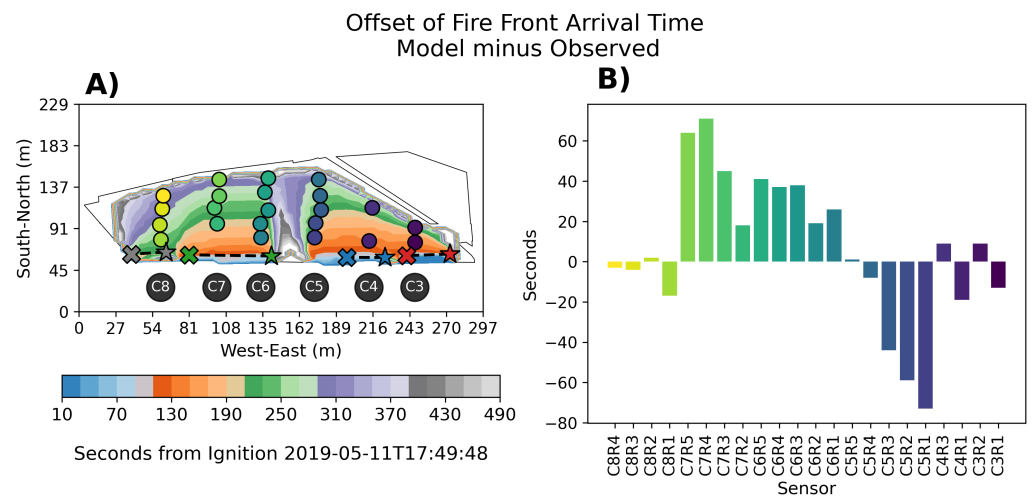 Offset of Fire Front Arrival Time
Model minus Observed
A)
South-North (m)
229
183
137
91
45
0
C8 C7 C6 C5 C4 C3
0 27 54 81 108 135 162 189 216 243 270 297
West-East (m)
10 70 130 190 250 310 370 430 490
Seconds from Ignition 2019-05-11T17:49:48
B)
Seconds
60
40
20
0
−20
−40
−60
−80
C8R4 C8R3 C8R2 C8R1 C7R5 C7R4 C7R3 C7R2 C6R5 C6R4 C6R3 C6R2 C6R1 C5R5 C5R4 C5R3 C5R2 C5R1 C4R3 C4R1 C3R2 C3R1
Sensor